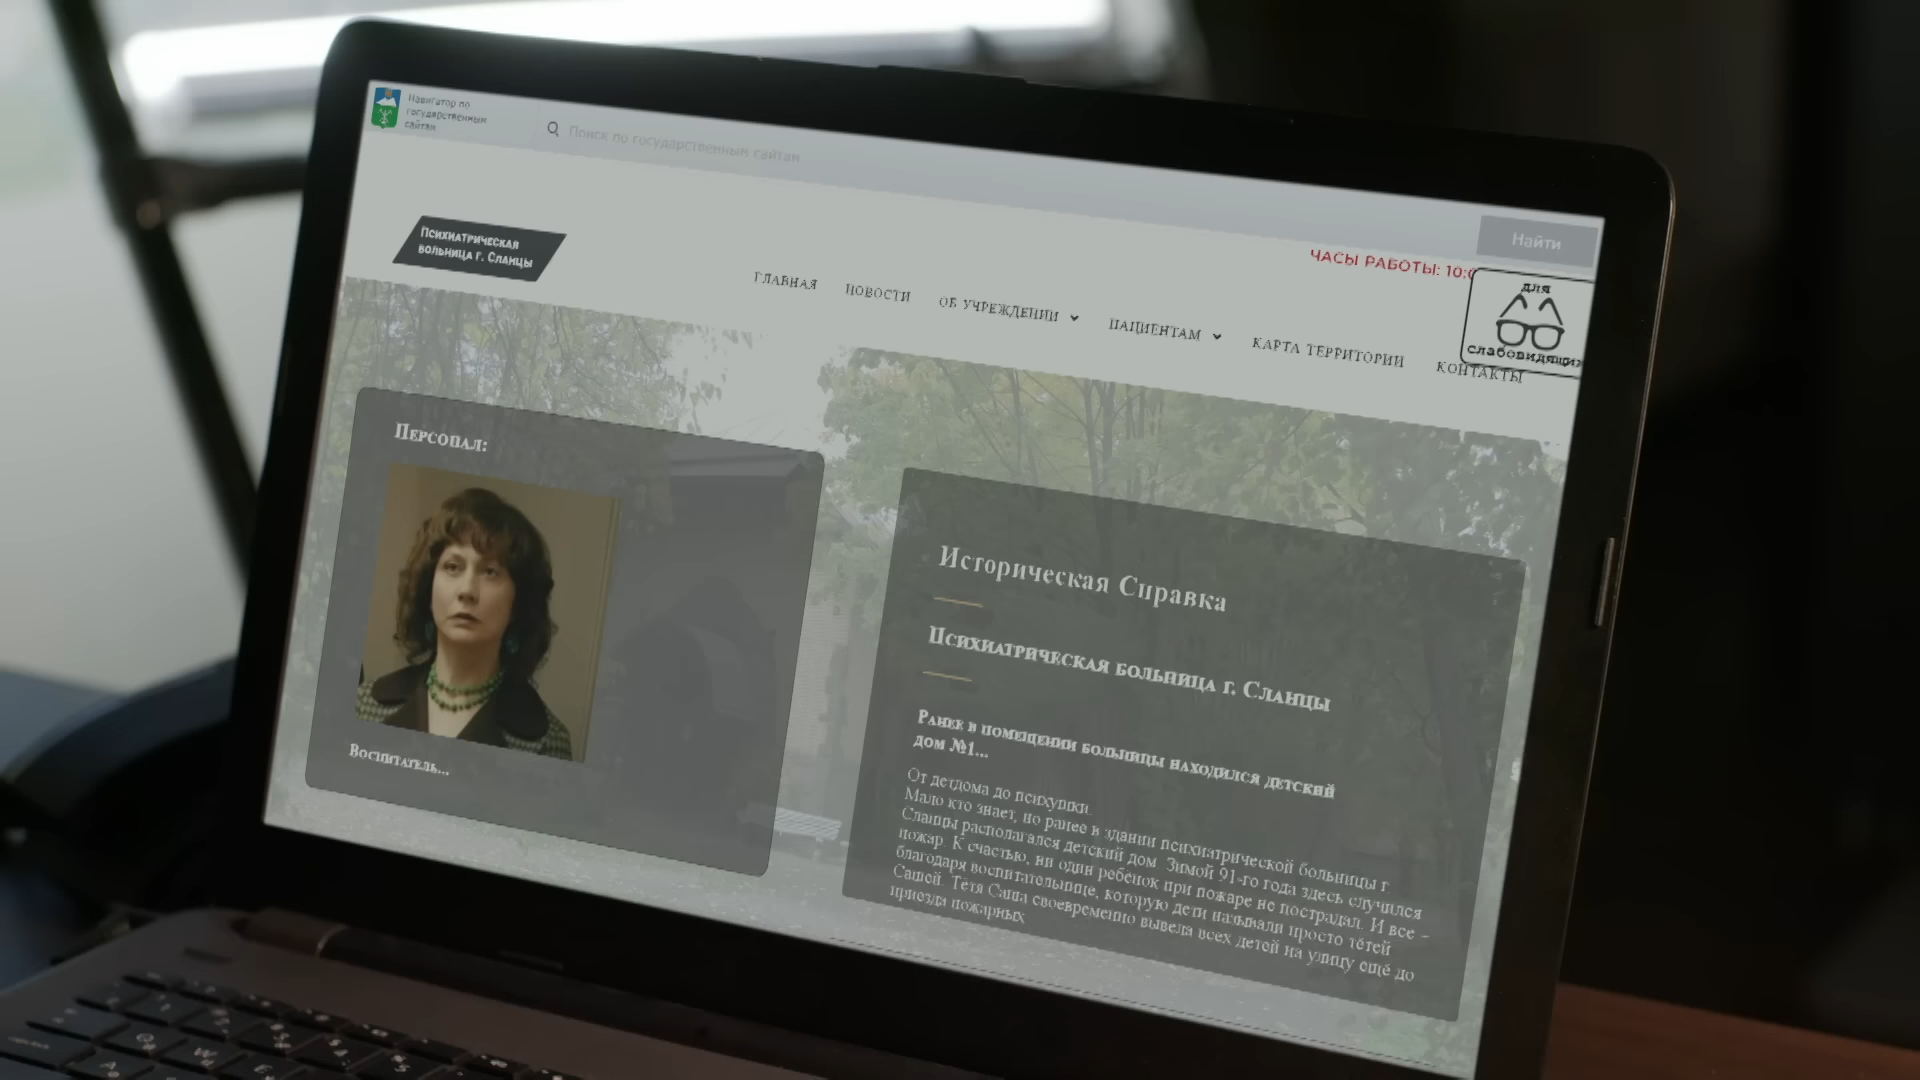 Навигатор по
государственным
сайтам
Поиск по государственным сайтам
Найти
Психиатрическая
больница г. Сланцы
ЧАСЫ РАБОТЫ: 10:
ГЛАВНАЯ
НОВОСТИ
ОБ УЧРЕЖДЕНИИ
ПАЦИЕНТАМ
КАРТА ТЕРРИТОРИИ
КОНТАКТЫ
для
слабовидящих
Персонал:
Воспитатель...
Историческая Справка
Психиатрическая больница г. Сланцы
Ранее в помещении больницы находился детский
дом №1...
От детдома до психушки.
Мало кто знает, но ранее в здании психиатрической больницы г.
Сланцы располагался детский дом. Зимой 91-го года здесь случился
пожар. К счастью, ни один ребёнок при пожаре не пострадал. И все –
благодаря воспитательнице, которую дети называли просто тётей
Сашей. Тётя Саша своевременно вывела всех детей на улицу ещё до
приезда пожарных